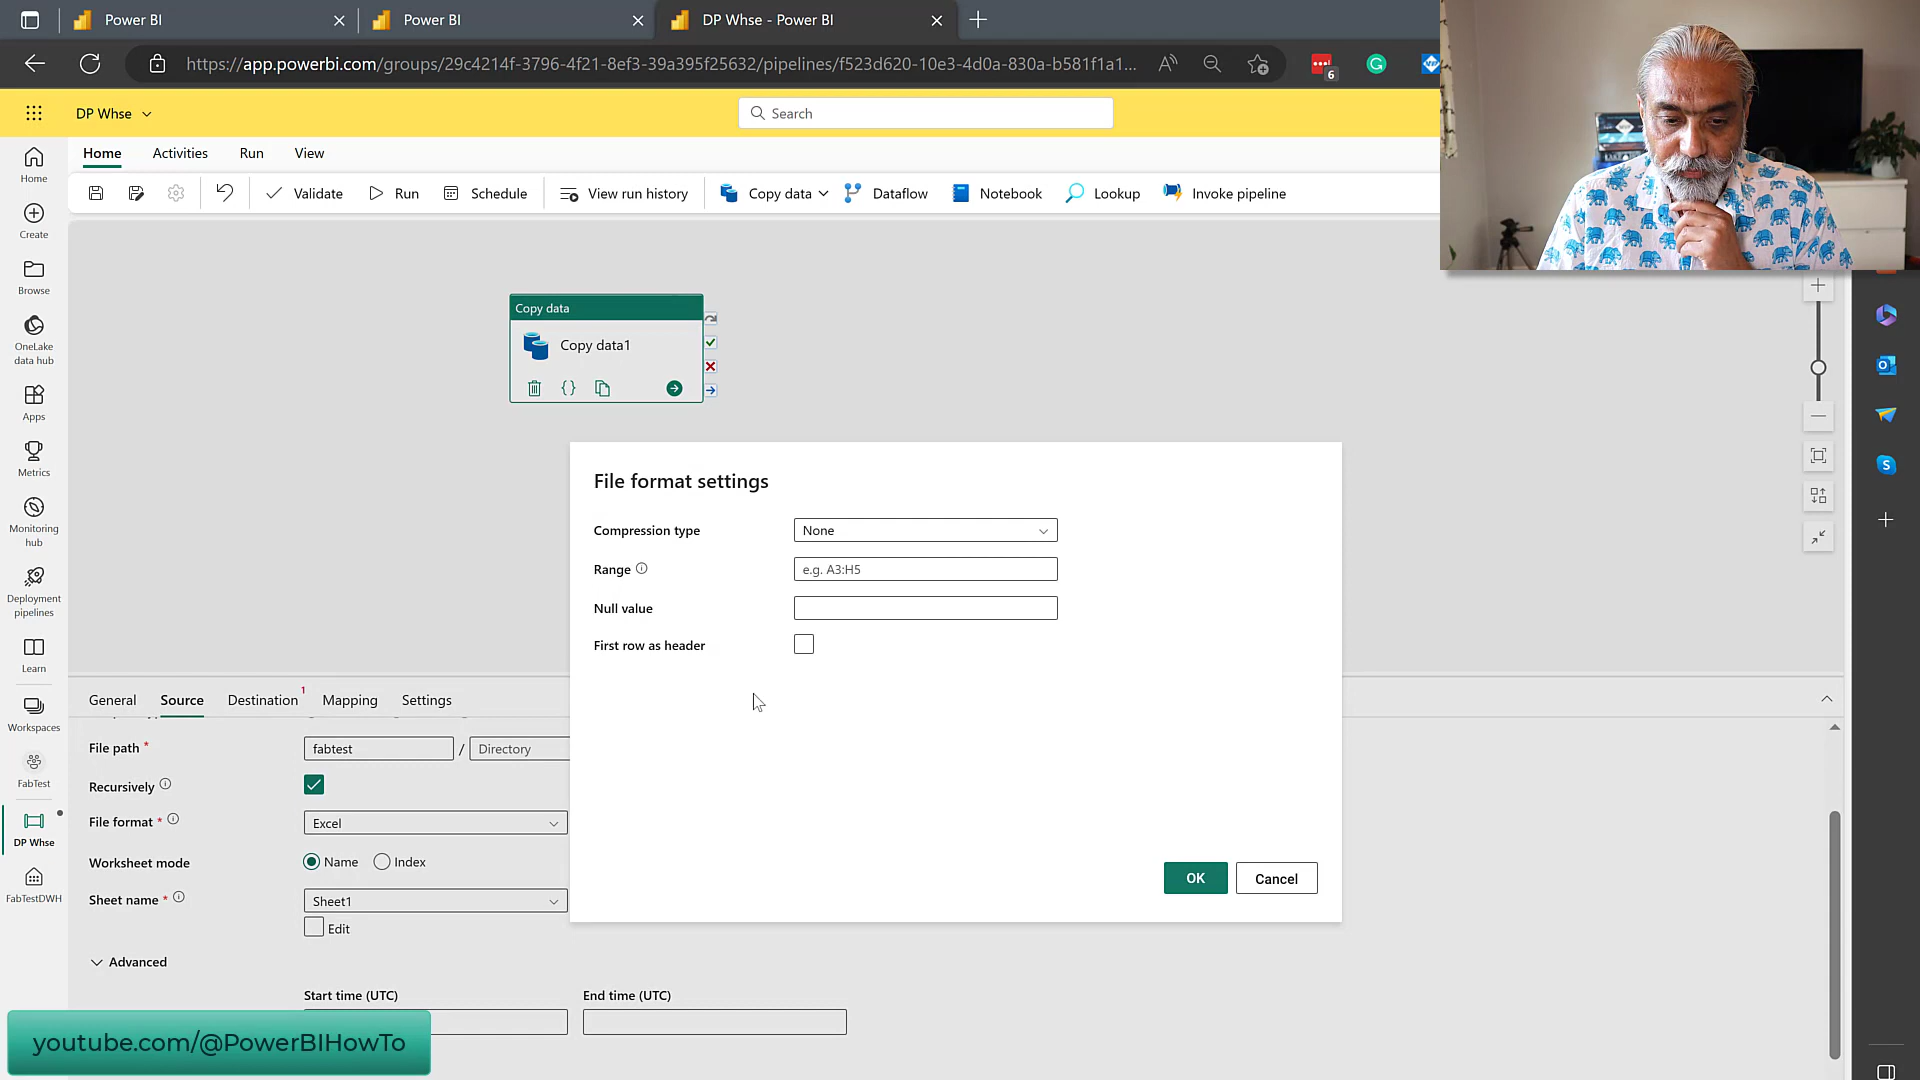 Power BI
Power BI
DP Whse - Power BI
https://app.powerbi.com/groups/29c4214f-3796-4f21-8ef3-39a395f25632/pipelines/f523d620-10e3-4d0a-830a-b581f1a1...
6
DP Whse
Search
Home Activities Run View
Validate Run Schedule View run history Copy data Dataflow Notebook Lookup Invoke pipeline
Home
Create
Browse
OneLake
data hub
Apps
Metrics
Monitoring
hub
Deployment
pipelines
Learn
Workspaces
FabTest
DP Whse
FabTestDWH
Copy data
Copy data1
File format settings
Compression type None
Range e.g. A3:H5
Null value
First row as header
OK Cancel
General Source Destination 1 Mapping Settings
File path * fabtest / Directory
Recursively
File format * Excel
Worksheet mode Name Index
Sheet name * Sheet1
Edit
Advanced
Start time (UTC) End time (UTC)
youtube.com/@PowerBIHowTo